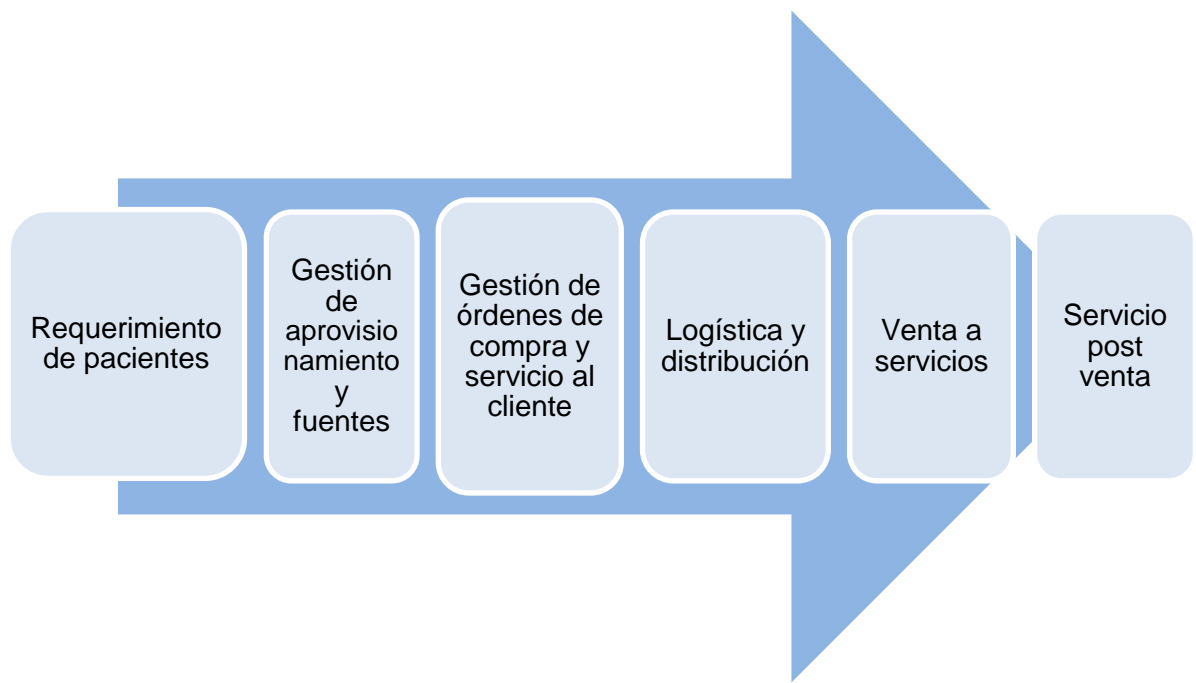 Requerimiento
de pacientes
Gestión
de
aprovisio
namiento
y
fuentes
Gestión de
órdenes de
compra y
servicio al
cliente
Logística y
distribución
Venta a
servicios
Servicio
post
venta